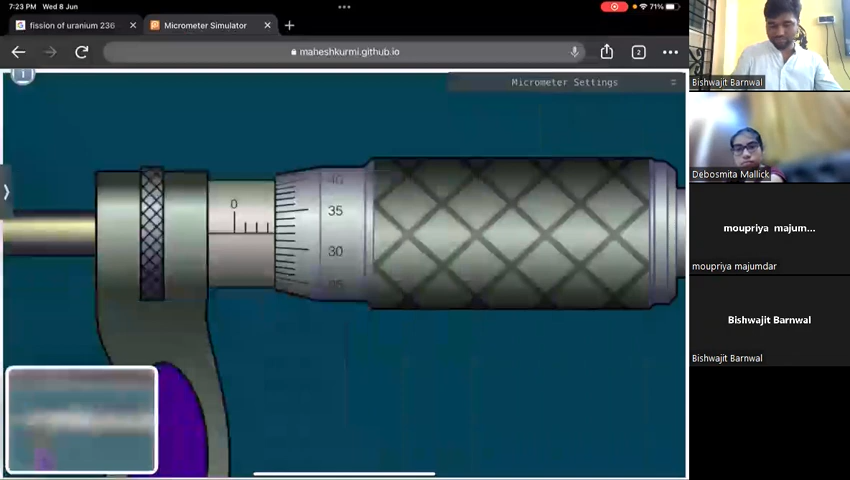 7:23 PM Wed 8 Jun
71%
fission of uranium 236
Micrometer Simulator
maheshkurmi.github.io
2
Micrometer Settings
0
40
35
30
25
Bishwajit Barnwal
Debosmita Mallick
moupriya majum...
moupriya majumdar
Bishwajit Barnwal
Bishwajit Barnwal